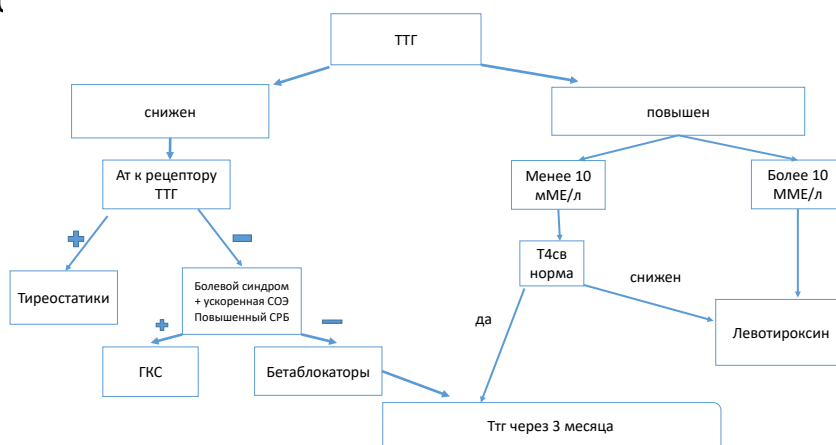 ТТГ
снижен
повышен
Ат к рецептору
ТТГ
Менее 10
мМЕ/л
Более 10
ММЕ/л
Т4св
норма
снижен
Тиреостатики
Болевой синдром
+ ускоренная СОЭ
Повышенный СРБ
да
Левотироксин
ГКС
Бетаблокаторы
Ттг через 3 месяца